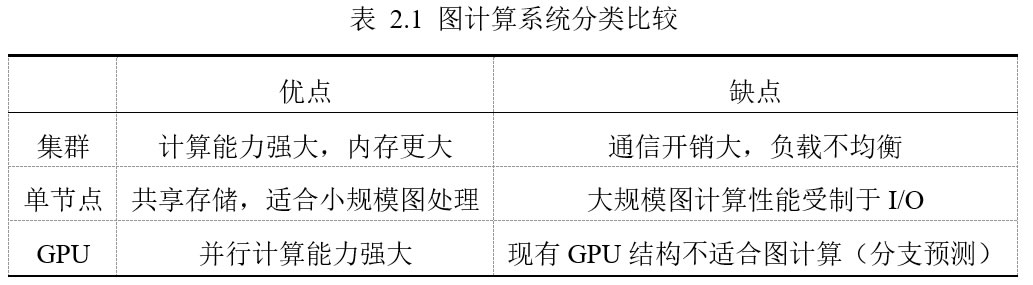 表 2.1 图计算系统分类比较
优点 缺点
集群 计算能力强大，内存更大 通信开销大，负载不均衡
单节点 共享存储，适合小规模图处理 大规模图计算性能受制于 I/O
GPU 并行计算能力强大 现有 GPU 结构不适合图计算（分支预测）